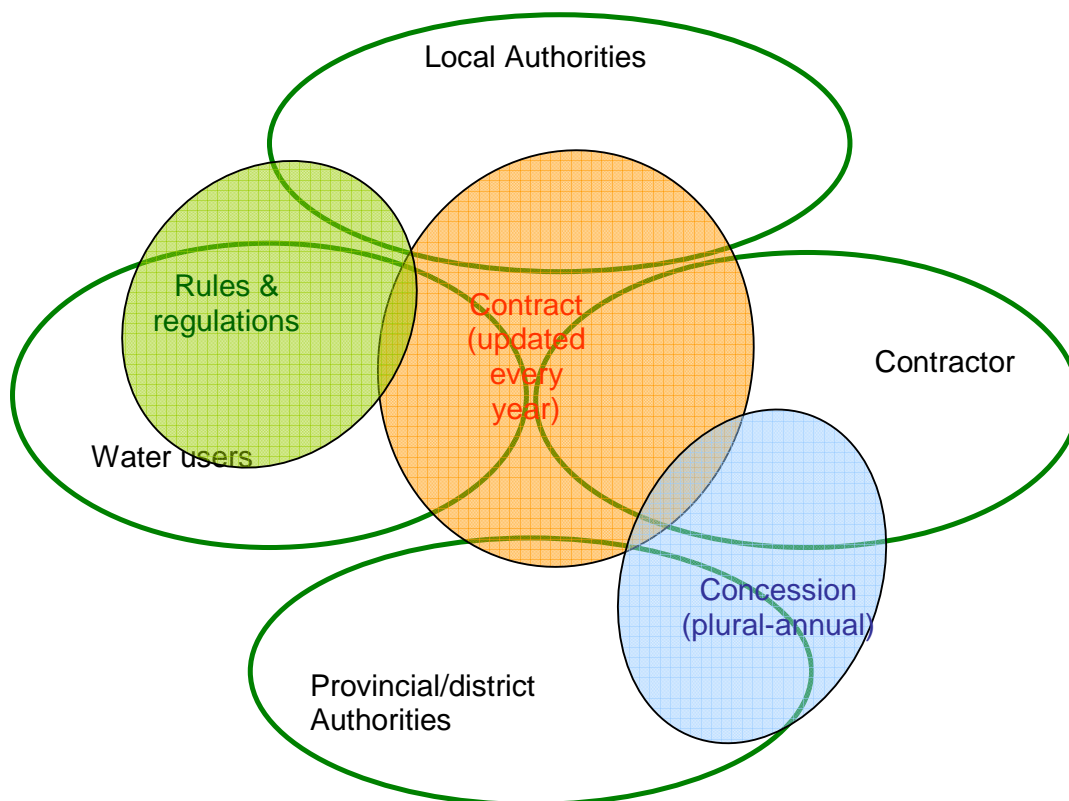 Local Authorities
Rules &
regulations
Contract
(updated
every
year)
Contractor
Water users
Concession
(plural-annual)
Provincial/district
Authorities